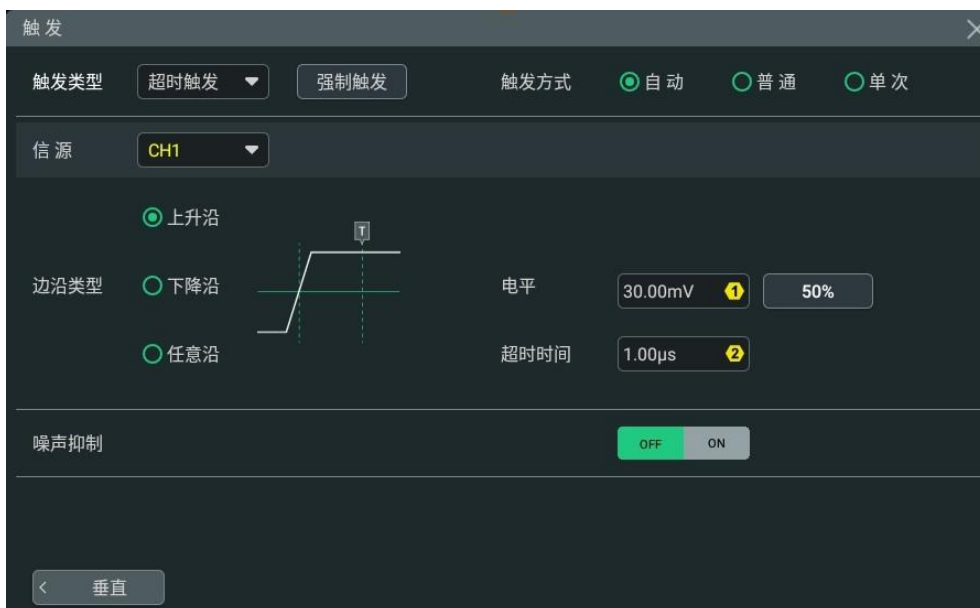 触发
触发类型 超时触发 强制触发 触发方式 自动 普通 单次
信源 CH1
上升沿
T
边沿类型 下降沿 电平 30.00mV 1 50%
任意沿 超时时间 1.00µs 2
噪声抑制 OFF ON
< 垂直